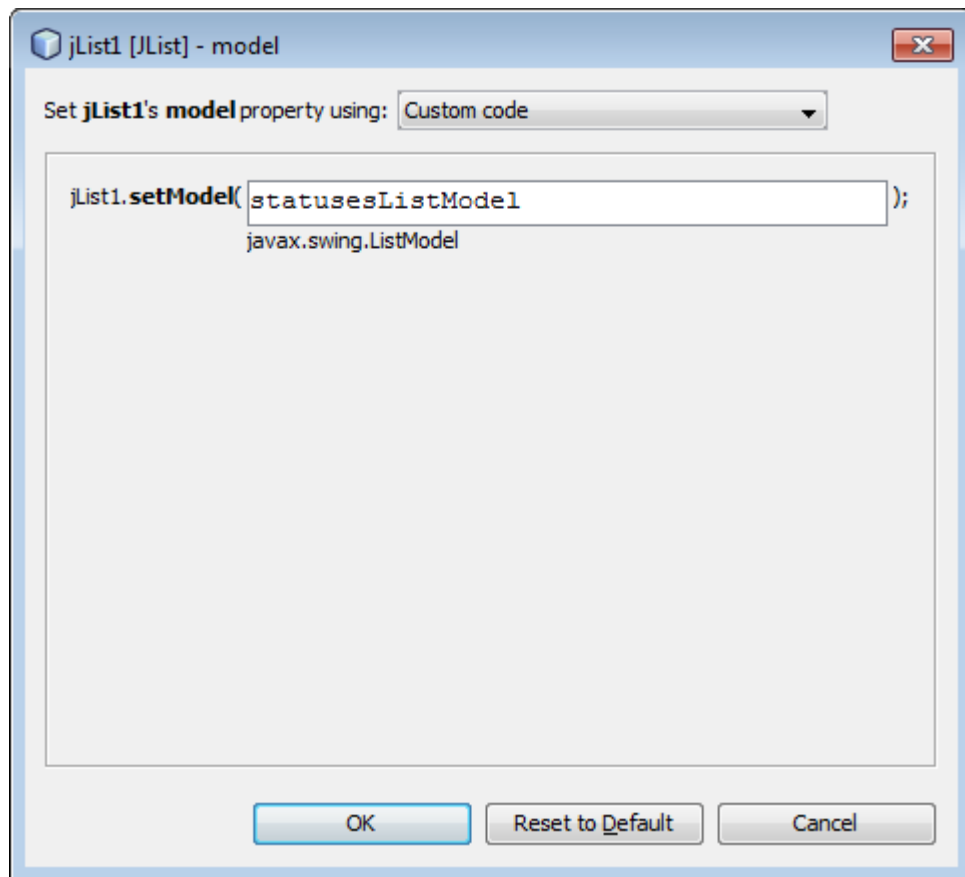 jList1 [JList] - model
Set jList1's model property using: Custom code
jList1.setModel( statusesListModel );
javax.swing.ListModel
OK Reset to Default Cancel